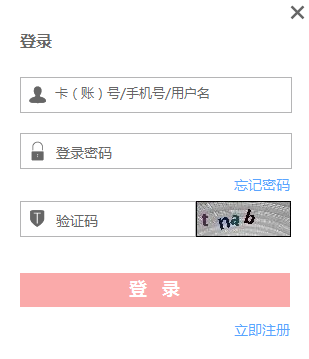 登录
卡（账）号/手机号/用户名
登录密码
忘记密码
验证码
tnab
登 录
立即注册